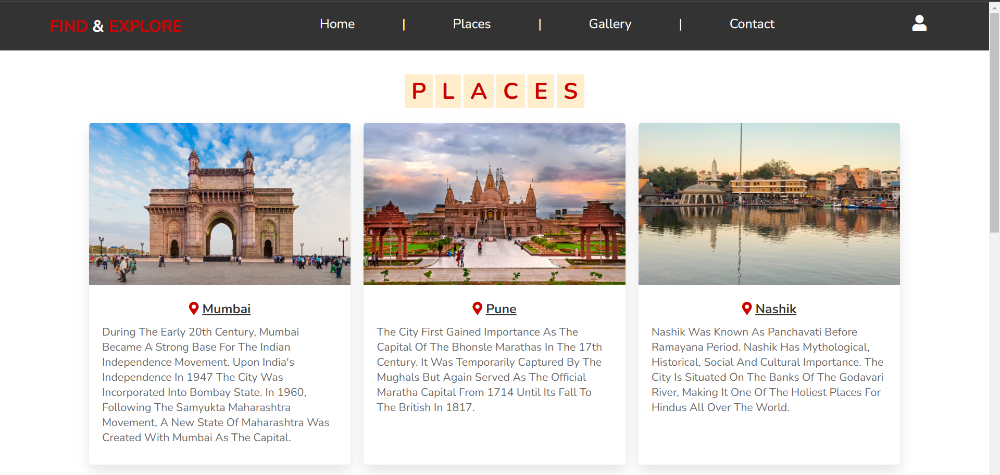 FIND & EXPLORE
Home | Places | Gallery | Contact
PLACES
Mumbai
During The Early 20th Century, Mumbai
Became A Strong Base For The Indian
Independence Movement. Upon India's
Independence In 1947 The City Was
Incorporated Into Bombay State. In 1960,
Following The Samyukta Maharashtra
Movement, A New State Of Maharashtra Was
Created With Mumbai As The Capital.
Pune
The City First Gained Importance As The
Capital Of The Bhonsle Marathas In The 17th
Century. It Was Temporarily Captured By The
Mughals But Again Served As The Official
Maratha Capital From 1714 Until Its Fall To
The British In 1817.
Nashik
Nashik Was Known As Panchavati Before
Ramayana Period. Nashik Has Mythological,
Historical, Social And Cultural Importance. The
City Is Situated On The Banks Of The Godavari
River, Making It One Of The Holiest Places For
Hindus All Over The World.